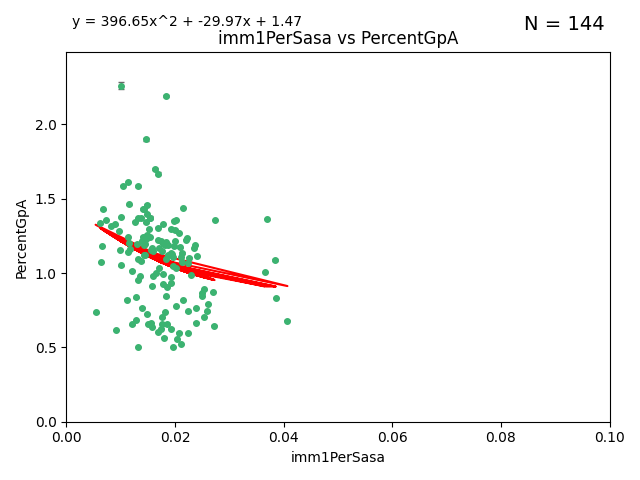 y = 396.65x^2 + -29.97x + 1.47
N = 144
imm1PerSasa vs PercentGpA
PercentGpA
2.0
1.5
1.0
0.5
0.0
0.00 0.02 0.04 0.06 0.08 0.10
imm1PerSasa